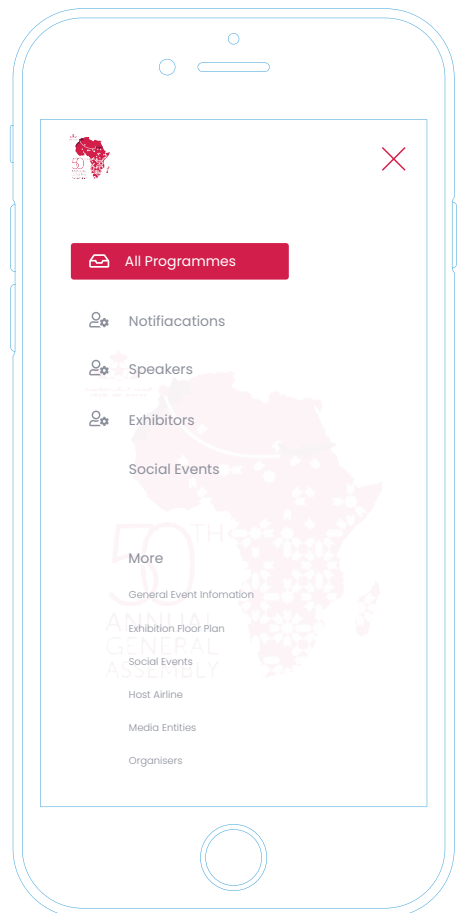 50
All Programmes
Notifiacations
Speakers
Exhibitors
Social Events
50TH
More
General Event Infomation
ANNUAL
Exhibition Floor Plan
GENERAL
Social Events
ASSEMBLY
Host Airline
Media Entities
Organisers